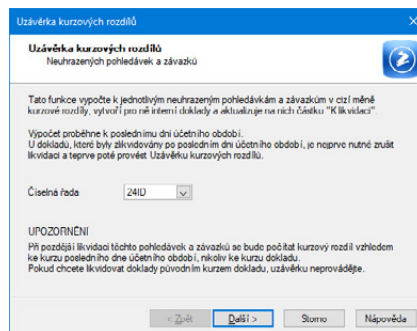 Uzávěrka kurzových rozdílů
Uzávěrka kurzových rozdílů
Neuhrazených pohledávek a závazků
Tato funkce vypočte k jednotlivým neuhrazeným pohledávkám a závazkům v cizí měně
kurzové rozdíly, vytvoří pro ně interní doklady a aktualizuje na nich částku "K likvidaci".
Výpočet proběhne k poslednímu dni účetního období.
U dokladů, které byly zlikvidovány po posledním dni účetního období, je nejprve nutné zrušit
likvidaci a teprve poté provést Uzávěrku kurzových rozdílů.
Číselná řada 24ID
UPOZORNĚNÍ
Při pozdější likvidaci těchto pohledávek a závazků se bude počítat kurzový rozdíl vzhledem
ke kurzu posledního dne účetního období, nikoliv ke kurzu dokladu.
Pokud chcete likvidovat doklady původním kurzem dokladu, uzávěrku neprovádějte.
< Zpět Další > Storno Nápověda